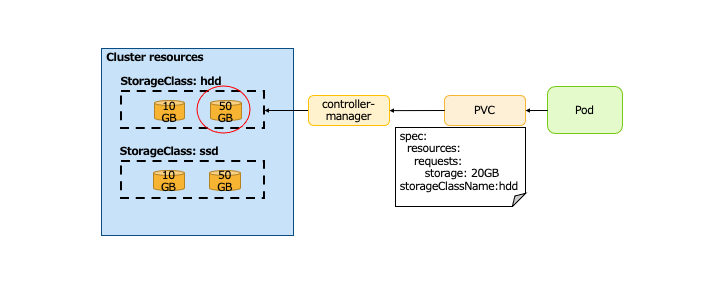 Cluster resources
StorageClass: hdd
10
GB
50
GB
StorageClass: ssd
10
GB
50
GB
controller-
manager
PVC
Pod
spec:
resources:
requests:
storage: 20GB
storageClassName:hdd